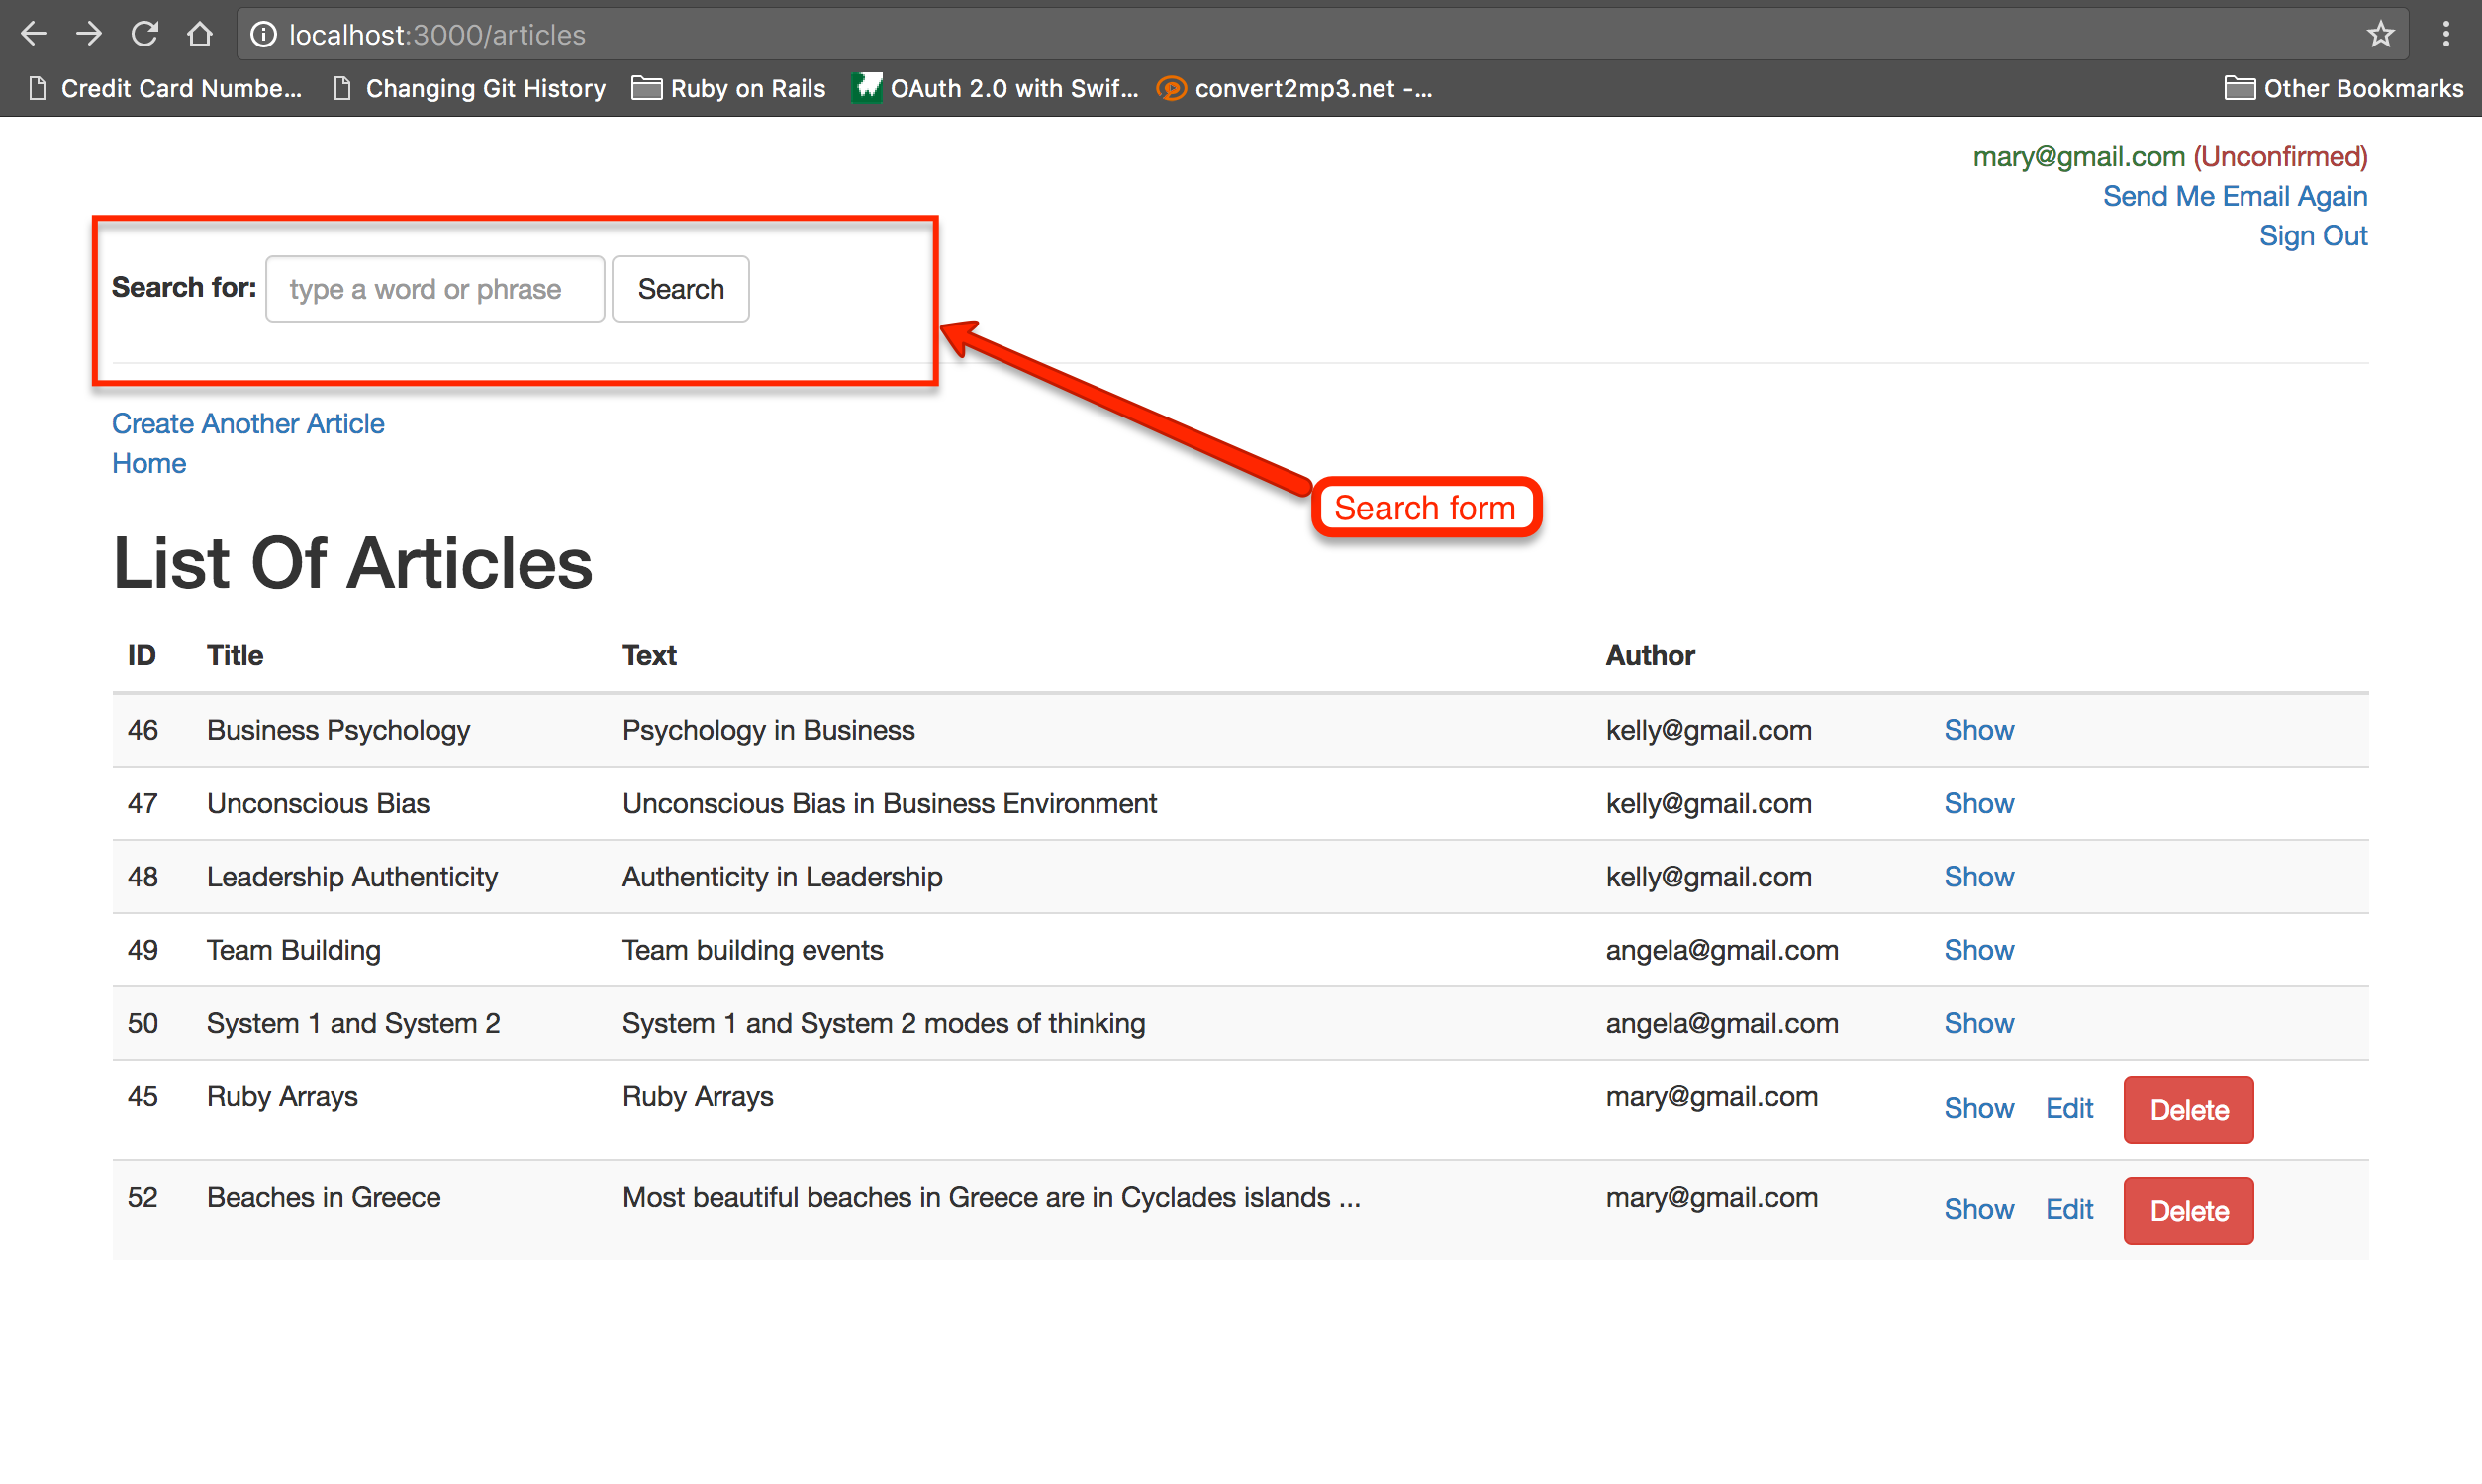 localhost:3000/articles
Credit Card Numbe... Changing Git History Ruby on Rails OAuth 2.0 with Swif... convert2mp3.net -... Other Bookmarks
mary@gmail.com (Unconfirmed)
Send Me Email Again
Sign Out
Search for: type a word or phrase Search
Create Another Article
Home
Search form
List Of Articles
ID Title Text Author
46 Business Psychology Psychology in Business kelly@gmail.com Show
47 Unconscious Bias Unconscious Bias in Business Environment kelly@gmail.com Show
48 Leadership Authenticity Authenticity in Leadership kelly@gmail.com Show
49 Team Building Team building events angela@gmail.com Show
50 System 1 and System 2 System 1 and System 2 modes of thinking angela@gmail.com Show
45 Ruby Arrays Ruby Arrays mary@gmail.com Show Edit Delete
52 Beaches in Greece Most beautiful beaches in Greece are in Cyclades islands ... mary@gmail.com Show Edit Delete